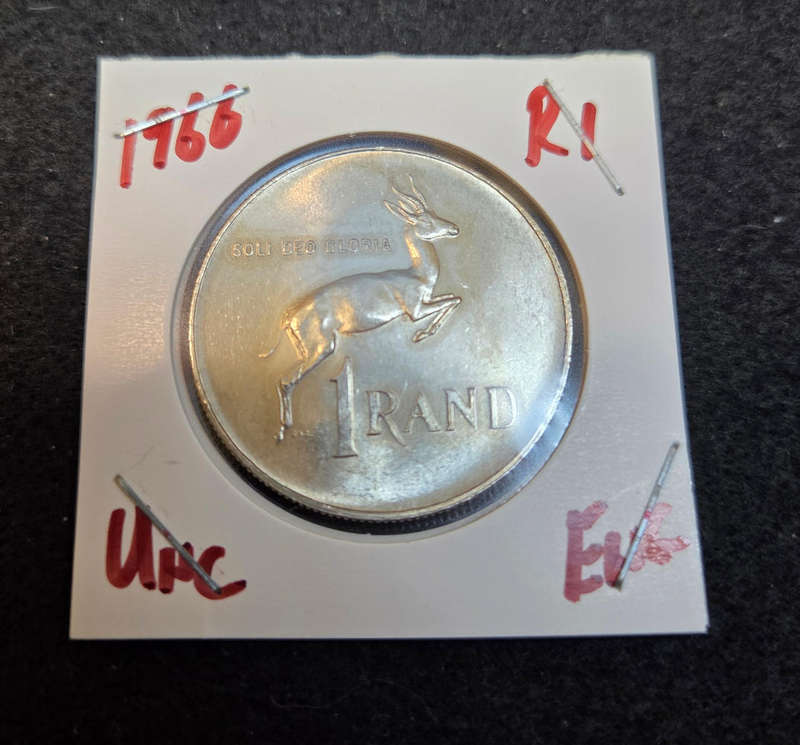 1966
R1
SOLI DEO GLORIA
1 RAND
Unc